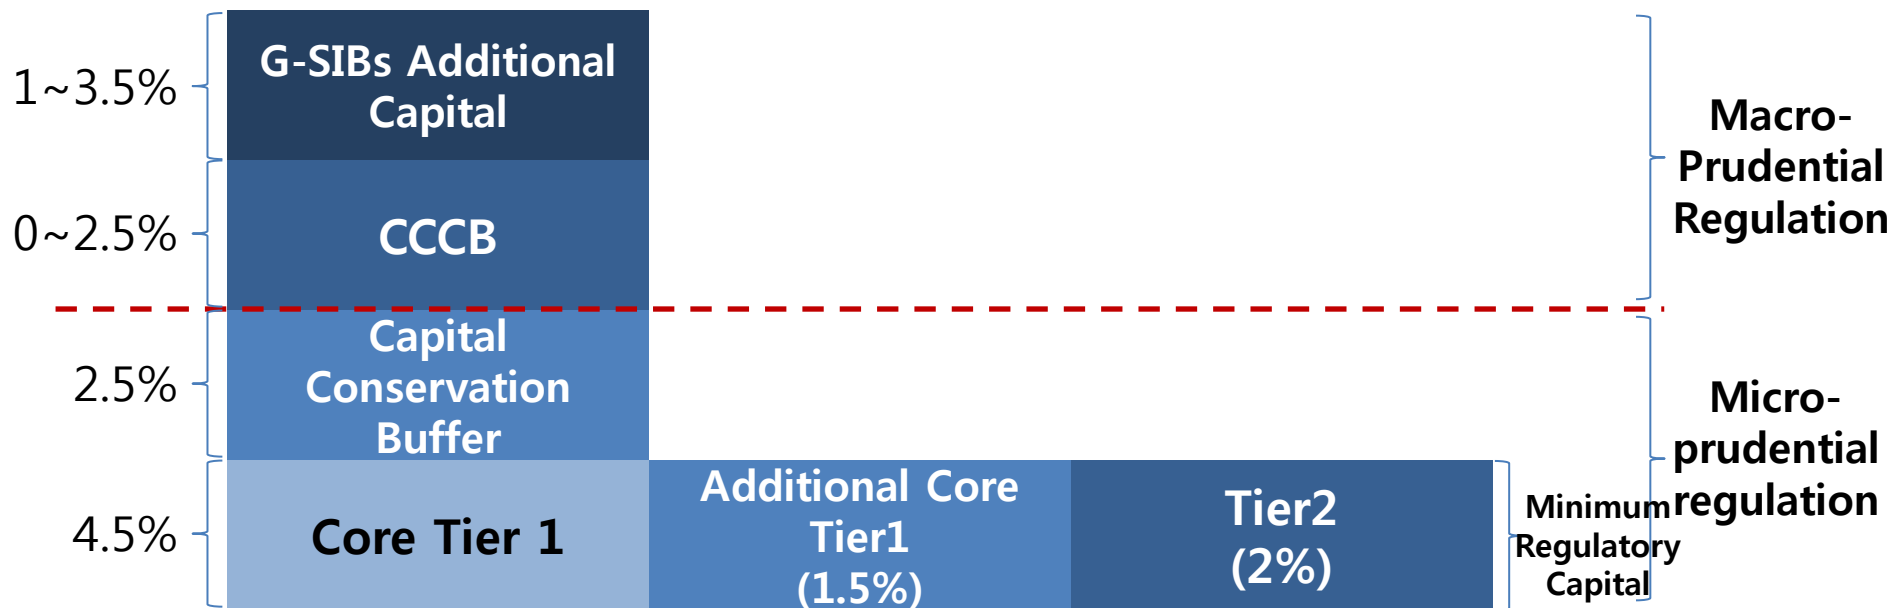 1~3.5%
G-SIBs Additional
Capital
Macro-
Prudential
Regulation
0~2.5%
CCCB
2.5%
Capital
Conservation
Buffer
Micro-
prudential
regulation
4.5%
Core Tier 1
Additional Core
Tier1
(1.5%)
Tier2
(2%)
Minimum
Regulatory
Capital